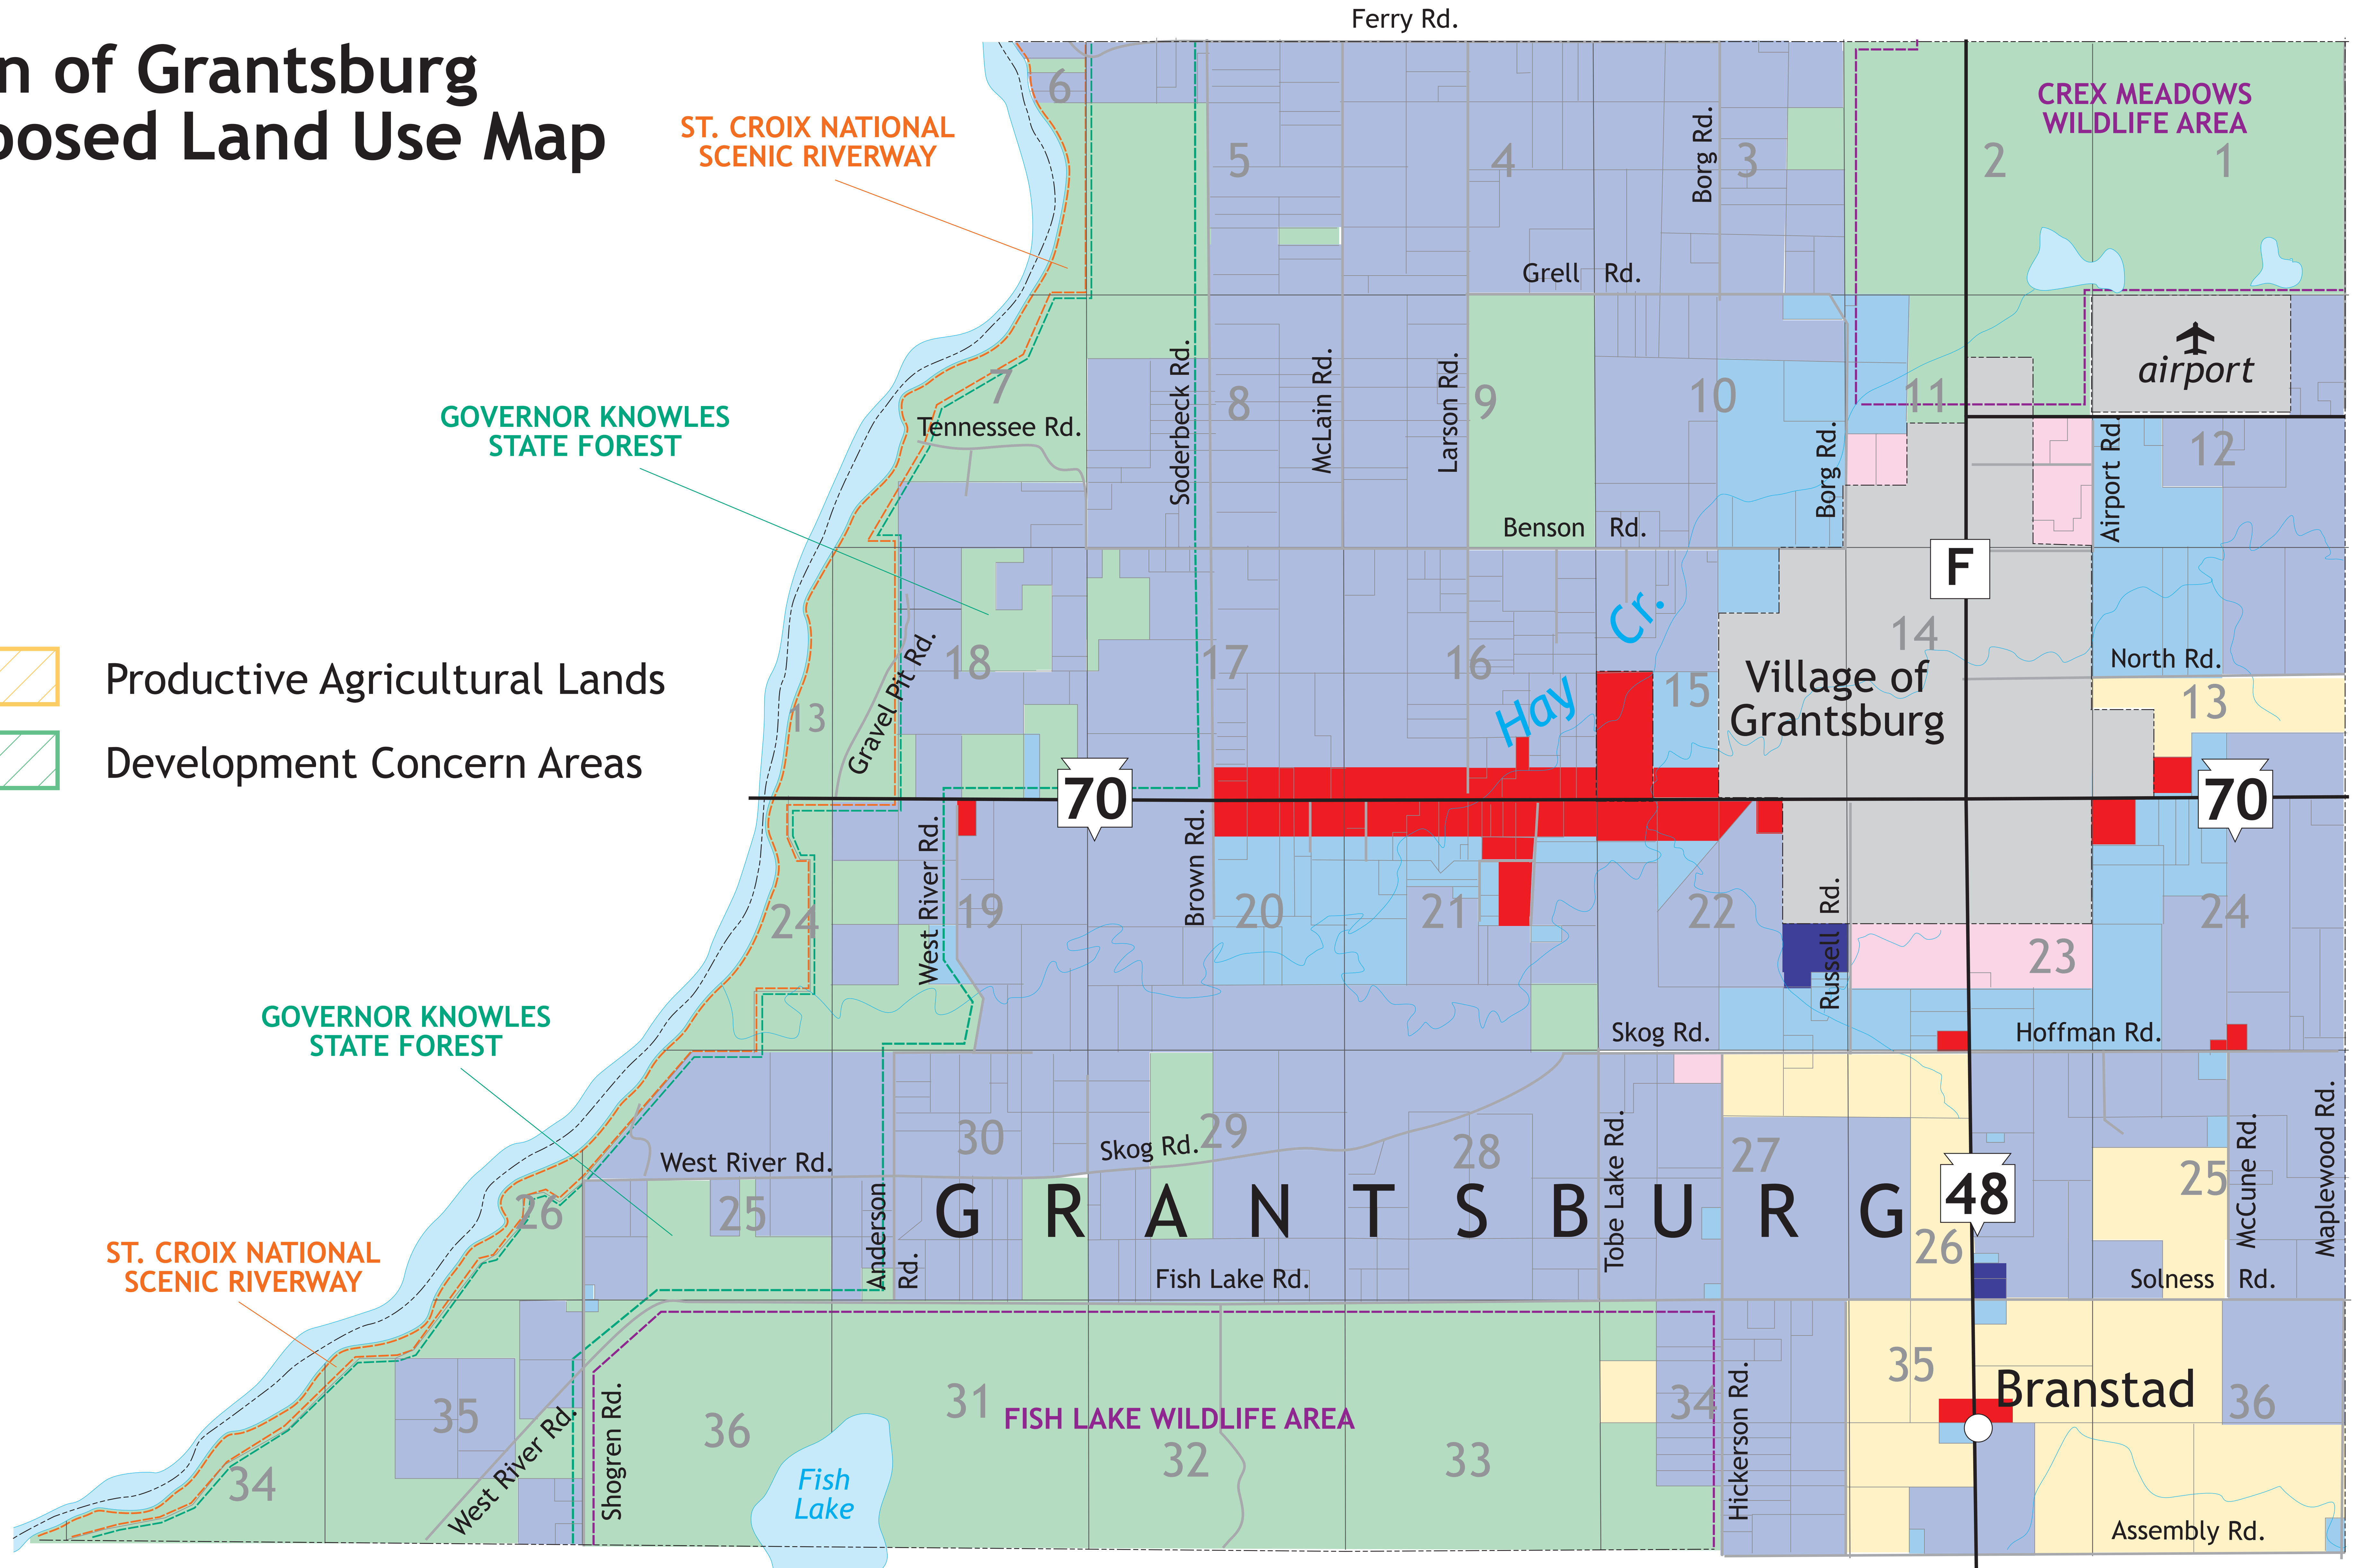 n of Grantsburg
posed Land Use Map
Ferry Rd.
ST. CROIX NATIONAL
SCENIC RIVERWAY
CREX MEADOWS
WILDLIFE AREA
6
5
4
Borg Rd.
3
2
1
Grell Rd.
GOVERNOR KNOWLES
STATE FOREST
7
Tennessee Rd.
Soderbeck Rd.
8
McLain Rd.
Larson Rd.
9
10
Borg Rd.
11
airport
Airport Rd.
12
Benson Rd.
F
Productive Agricultural Lands
Development Concern Areas
13
Gravel Pit Rd.
18
17
16
Hay Cr.
15
14
Village of
Grantsburg
North Rd.
13
70
70
24
West River Rd.
19
Brown Rd.
20
21
22
Russell Rd.
23
24
Skog Rd.
Hoffman Rd.
GOVERNOR KNOWLES
STATE FOREST
West River Rd.
30
Skog Rd.
29
28
Tobe Lake Rd.
27
48
25
McCune Rd.
Maplewood Rd.
26
25
Anderson
Rd.
GRANTSBURG
26
Fish Lake Rd.
Solness Rd.
ST. CROIX NATIONAL
SCENIC RIVERWAY
35
West River Rd.
Shogren Rd.
36
31
FISH LAKE WILDLIFE AREA
32
33
34
Hickerson Rd.
35
Branstad
36
34
Fish
Lake
Assembly Rd.